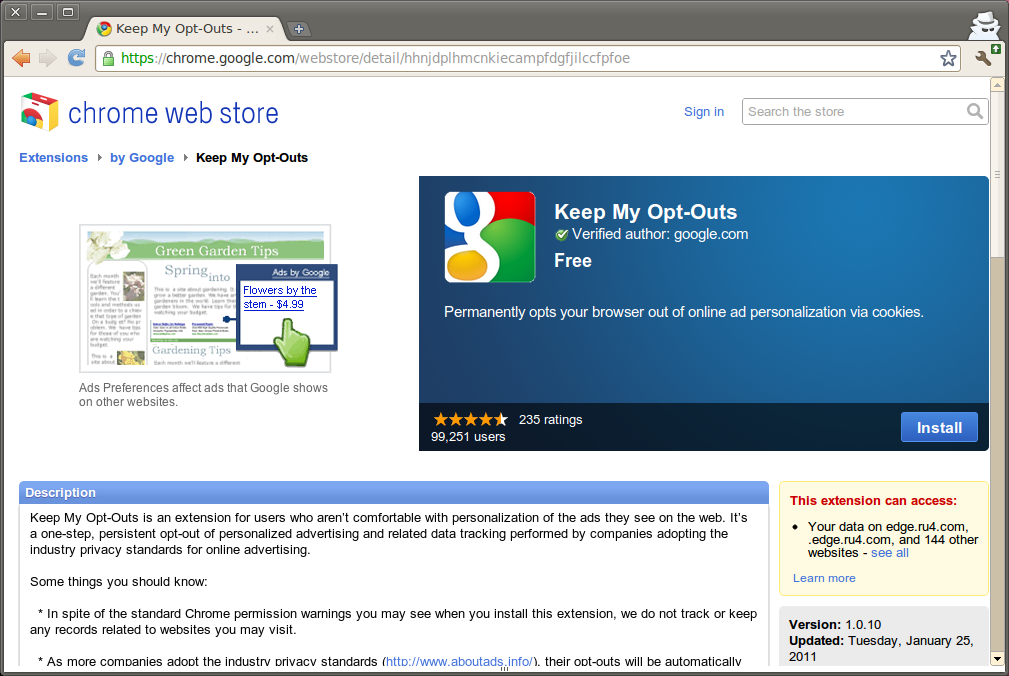 Keep My Opt-Outs - ...
https://chrome.google.com/webstore/detail/hhnjdplhmcnkiecampfdgfjilccfpfoe
chrome web store
Sign in
Search the store
Extensions by Google Keep My Opt-Outs
Green Garden Tips
Spring into
Ads by Google
Flowers by the
stem - $4.99
Gardening Tips
Ads Preferences affect ads that Google shows
on other websites.
Keep My Opt-Outs
Verified author: google.com
Free
Permanently opts your browser out of online ad personalization via cookies.
235 ratings
99,251 users
Install
Description
Keep My Opt-Outs is an extension for users who aren't comfortable with personalization of the ads they see on the web. It's
a one-step, persistent opt-out of personalized advertising and related data tracking performed by companies adopting the
industry privacy standards for online advertising.
Some things you should know:
* In spite of the standard Chrome permission warnings you may see when you install this extension, we do not track or keep
any records related to websites you may visit.
* As more companies adopt the industry privacy standards (http://www.aboutads.info/), their opt-outs will be automatically
This extension can access:
• Your data on edge.ru4.com,
.edge.ru4.com, and 144 other
websites - see all
Learn more
Version: 1.0.10
Updated: Tuesday, January 25,
2011